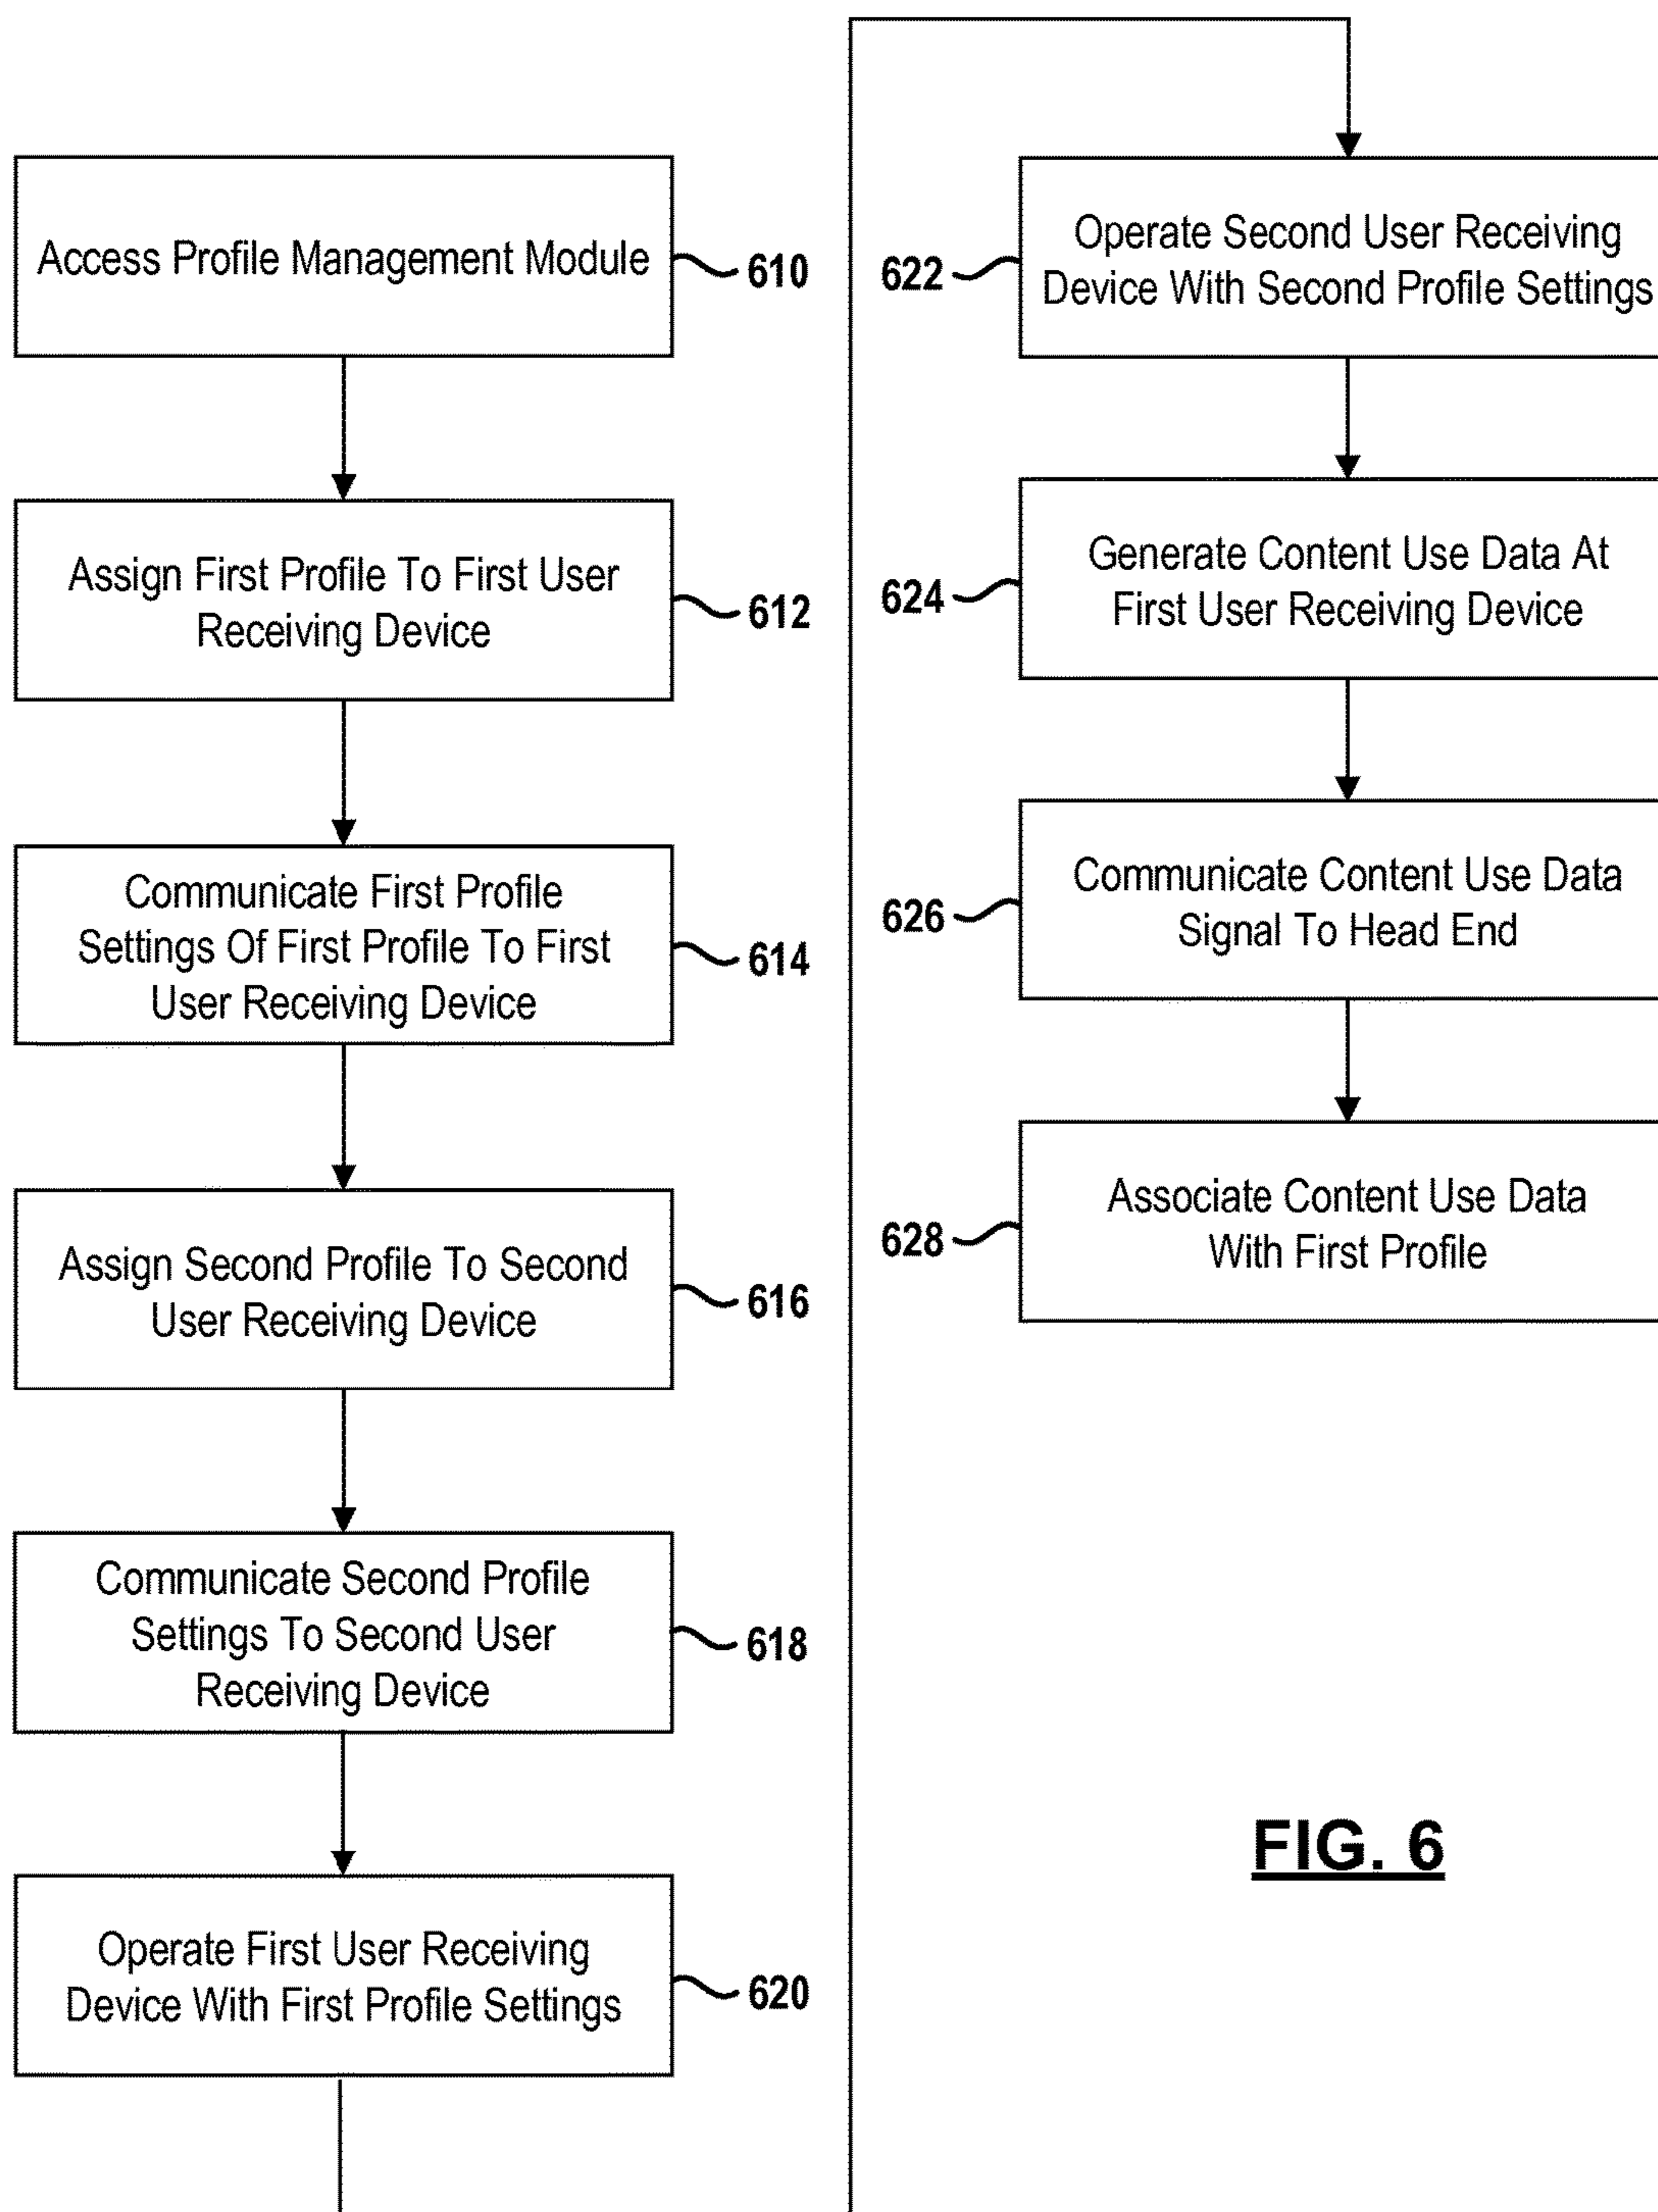 Access Profile Management Module
610
Assign First Profile To First User
Receiving Device
612
Communicate First Profile
Settings Of First Profile To First
User Receiving Device
614
Assign Second Profile To Second
User Receiving Device
616
Communicate Second Profile
Settings To Second User
Receiving Device
618
Operate First User Receiving
Device With First Profile Settings
620
Operate Second User Receiving
Device With Second Profile Settings
622
Generate Content Use Data At
First User Receiving Device
624
Communicate Content Use Data
Signal To Head End
626
Associate Content Use Data
With First Profile
628
FIG. 6